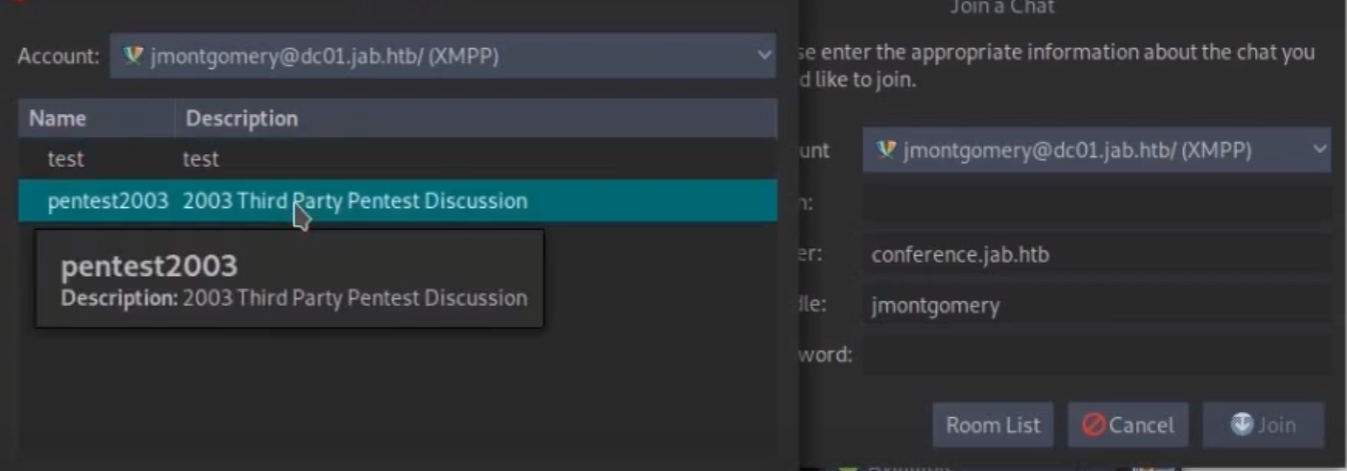 Account: jmontgomery@dc01.jab.htb/ (XMPP)
Name Description
test test
pentest2003 2003 Third Party Pentest Discussion
pentest2003
Description: 2003 Third Party Pentest Discussion
Join a Chat
se enter the appropriate information about the chat you
d like to join.
unt jmontgomery@dc01.jab.htb/ (XMPP)
n:
er: conference.jab.htb
dle: jmontgomery
word:
Room List Cancel Join